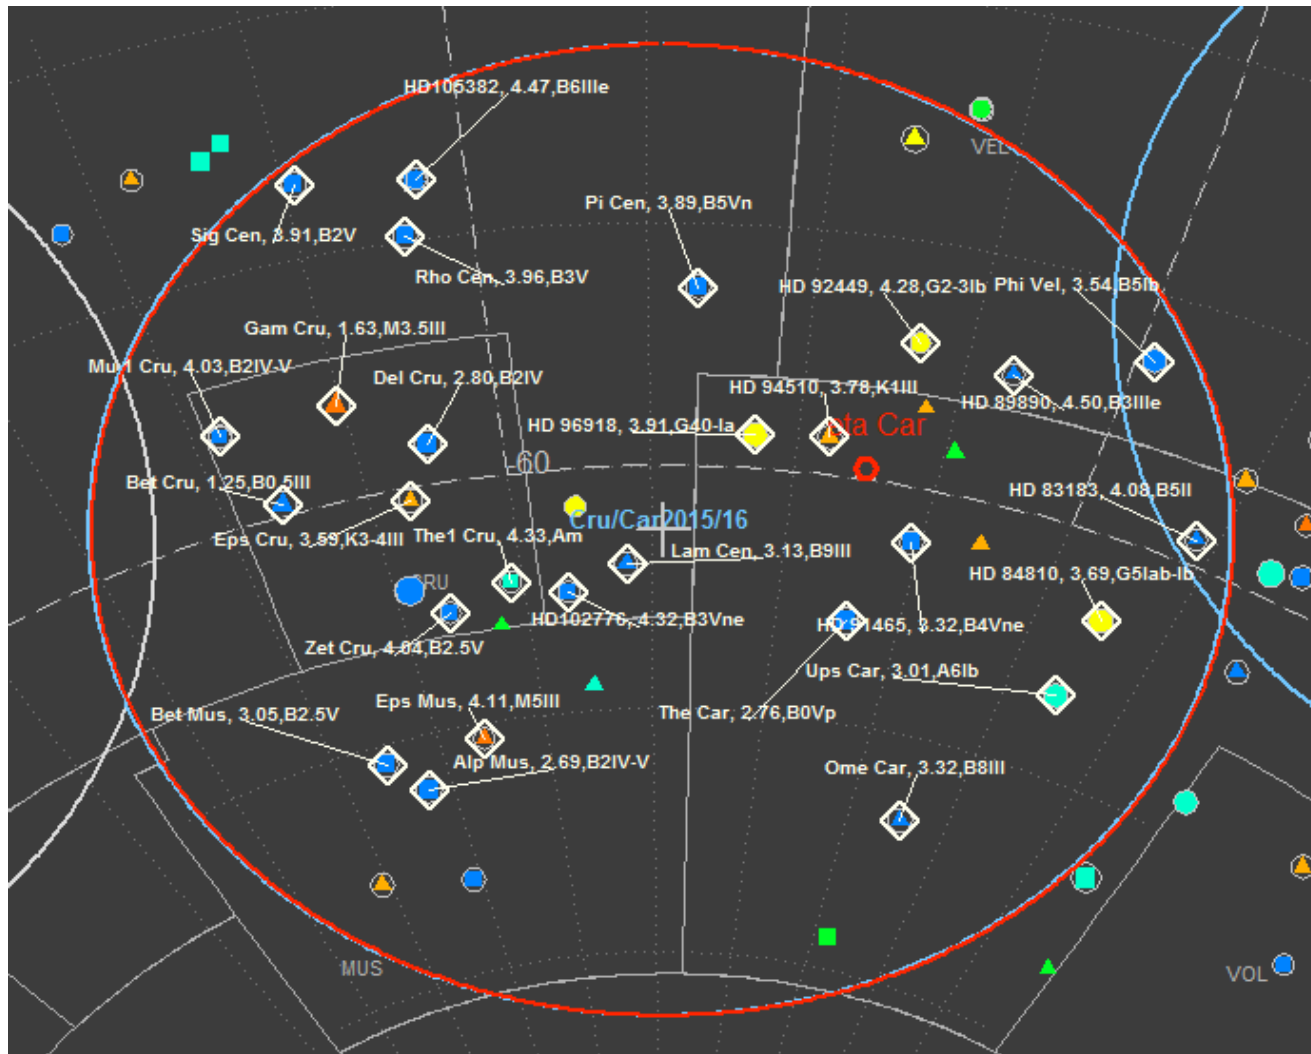 HD105382, 4.47,B6IIIe
VEL
Pi Cen, 3.89,B5Vn
Sig Cen, 3.91,B2V
Rho Cen, 3.96,B3V
HD 92449, 4.28,G2-3Ib
Phi Vel, 3.54,B5Ib
Gam Cru, 1.63,M3.5III
Mu 1 Cru, 4.03,B2IV-V
Del Cru, 2.80,B2IV
HD 94510, 3.78,K1III
HD 89890, 4.50,B3IIIe
HD 96918, 3.91,G40-Ia
eta Car
-60
Bet Cru, 1.25,B0.5III
HD 83183, 4.08,B5II
Cru/Car2015/16
Eps Cru, 3.59,K3-4III
The1 Cru, 4.33,Am
Lam Cen, 3.13,B9III
CRU
HD 84810, 3.69,G5Iab-Ib
HD102776, 4.32,B3Vne
HD 91465, 3.32,B4Vne
Zet Cru, 4.04,B2.5V
Ups Car, 3.01,A6Ib
Eps Mus, 4.11,M5III
Bet Mus, 3.05,B2.5V
The Car, 2.76,B0Vp
Alp Mus, 2.69,B2IV-V
Ome Car, 3.32,B8III
MUS
VOL